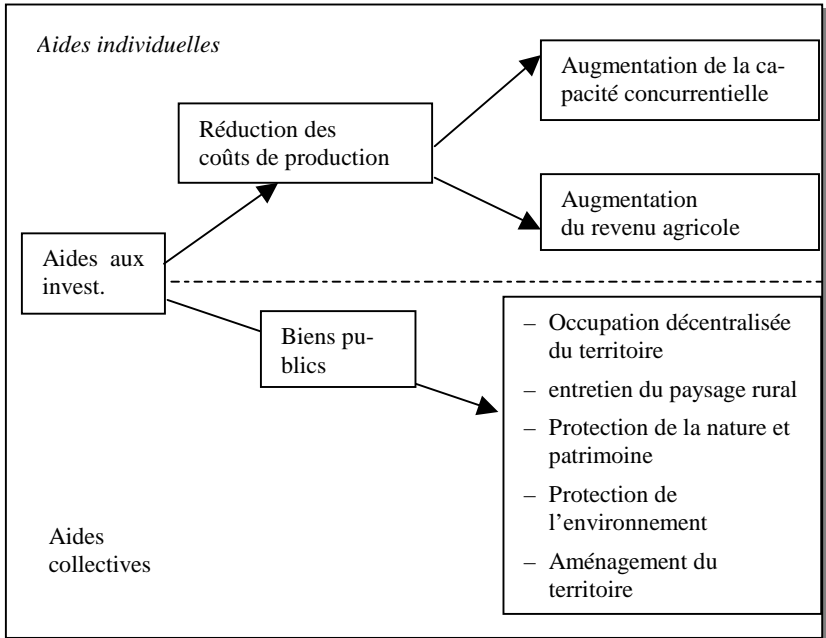 Aides individuelles
Augmentation de la ca-
pacité concurrentielle
Réduction des
coûts de production
Augmentation
du revenu agricole
Aides aux
invest.
Biens pu-
blics
– Occupation décentralisée
du territoire
– entretien du paysage rural
– Protection de la nature et
patrimoine
– Protection de
l’environnement
– Aménagement du
territoire
Aides
collectives